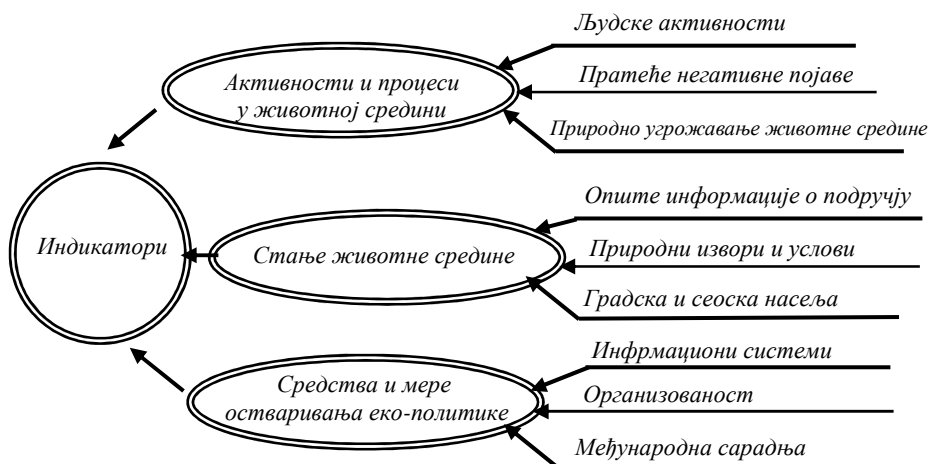 Људске активности
Активности и процеси
у животној средини
Пратеће негативне појаве
Природно угрожавање животне средине
Индикатори
Стање животне средине
Опште информације о подручју
Природни извори и услови
Градска и сеоска насеља
Средства и мере
остваривања еко-политике
Инфрмациони системи
Организованост
Међународна сарадња